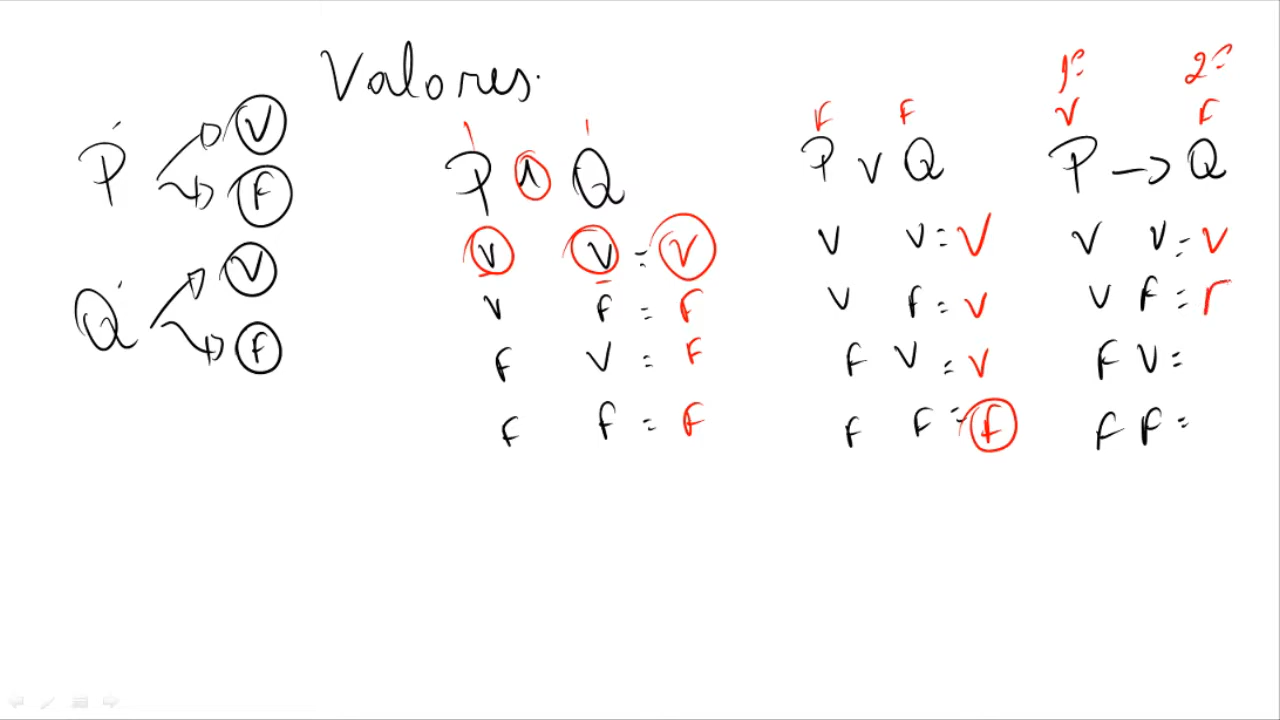 Valores.
P V F
Q V F
P ∧ Q
V V = V
V F = F
F V = F
F F = F
F F
P ∨ Q
V V = V
V F = V
F V = V
F F = F
1º 2º
V F
P → Q
V V = V
V F = F
F V =
F F =